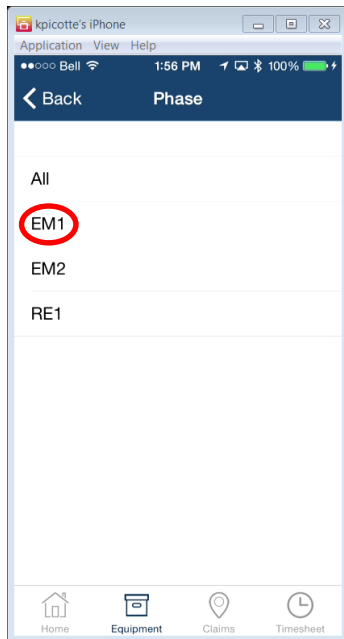 kpicotte's iPhone
Application View Help
Bell 1:56 PM 100%
Back Phase
All
EM1
EM2
RE1
Home Equipment Claims Timesheet